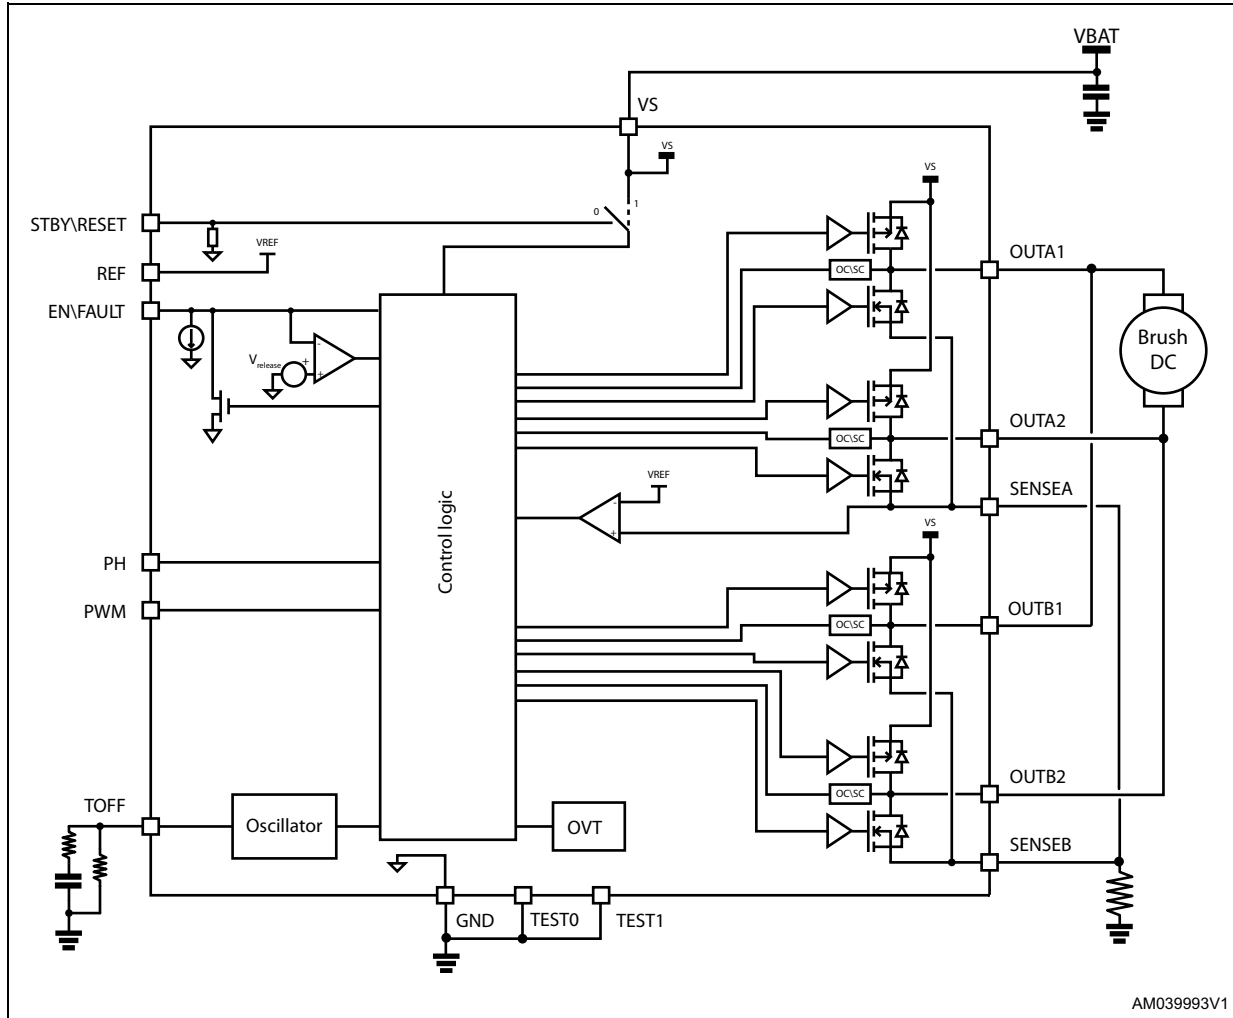 VBAT
VS
VS
VS
STBY\RESET
0
1
VREF
REF
OUTA1
OC\SC
EN\FAULT
Brush
DC
Vrelease
+
-
+
OUTA2
OC\SC
VREF
SENSEA
-
+
Control logic
VS
PH
PWM
OUTB1
OC\SC
OUTB2
OC\SC
TOFF
Oscillator
OVT
SENSEB
GND
TEST0
TEST1
AM039993V1